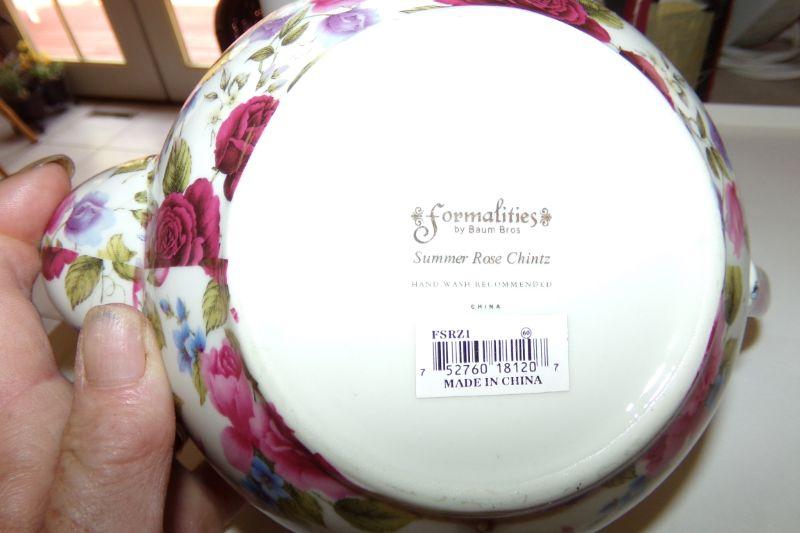 Formalities
by Baum Bros
Summer Rose Chintz
HAND WASH RECOMMENDED
CHINA
FSRZ1 60
7 52760 18120 7
MADE IN CHINA